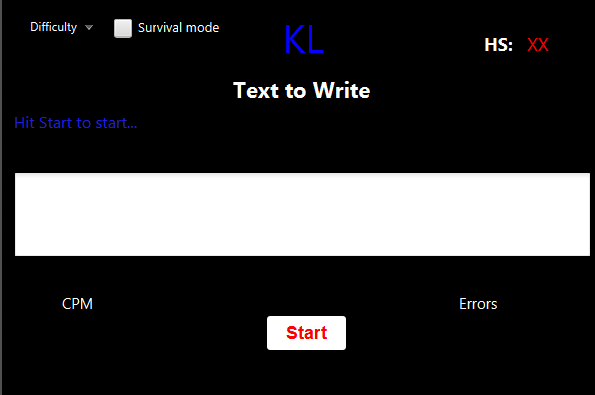 Difficulty
Survival mode
KL
HS: XX
Text to Write
Hit Start to start...
CPM
Errors
Start